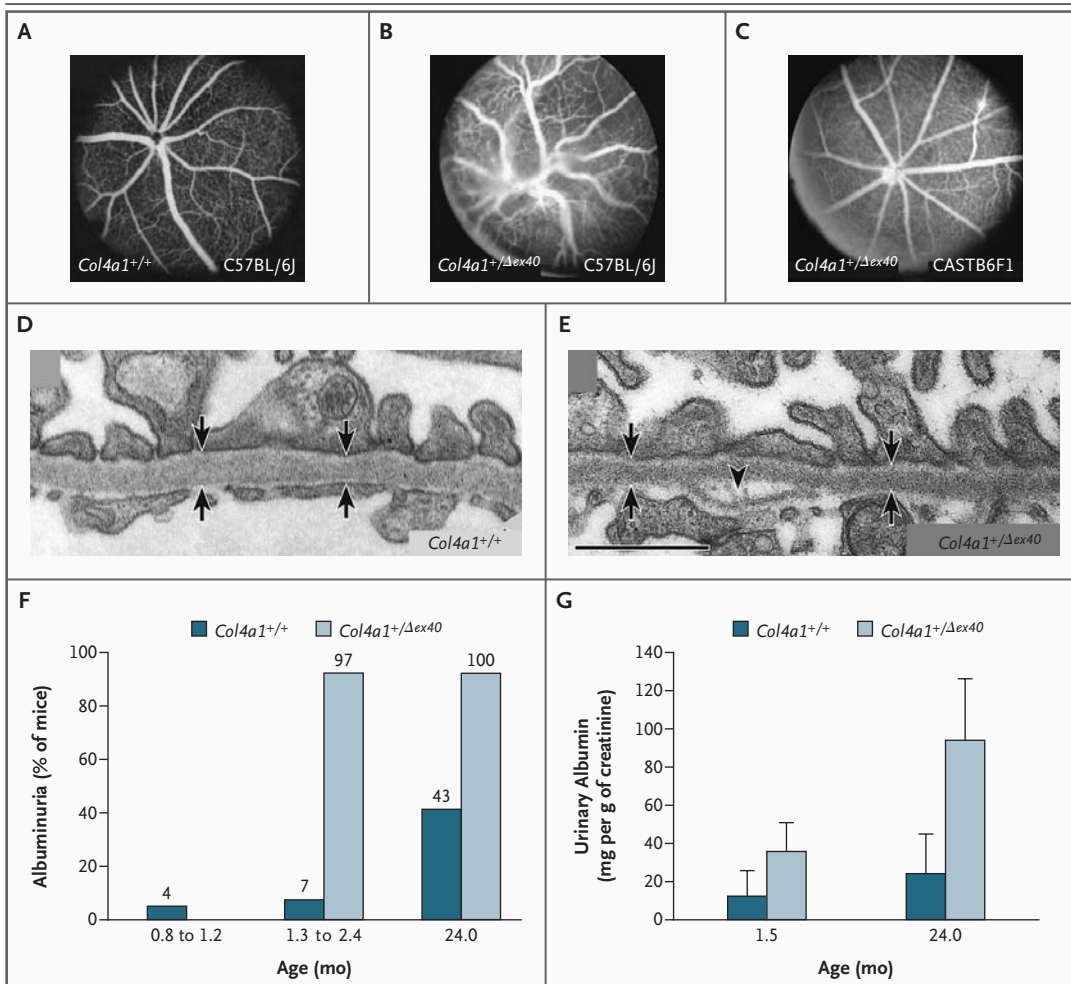 A
B
C
Col4a1+/+ C57BL/6J
Col4a1+/Δex40 C57BL/6J
Col4a1+/Δex40 CASTB6F1
D
E
Col4a1+/+
Col4a1+/Δex40
F
Col4a1+/+ Col4a1+/Δex40
Albuminuria (% of mice)
100
80
60
40
20
0
4
7
97
43
100
0.8 to 1.2 1.3 to 2.4 24.0
Age (mo)
G
Col4a1+/+ Col4a1+/Δex40
Urinary Albumin
(mg per g of creatinine)
140
120
100
80
60
40
20
0
1.5 24.0
Age (mo)